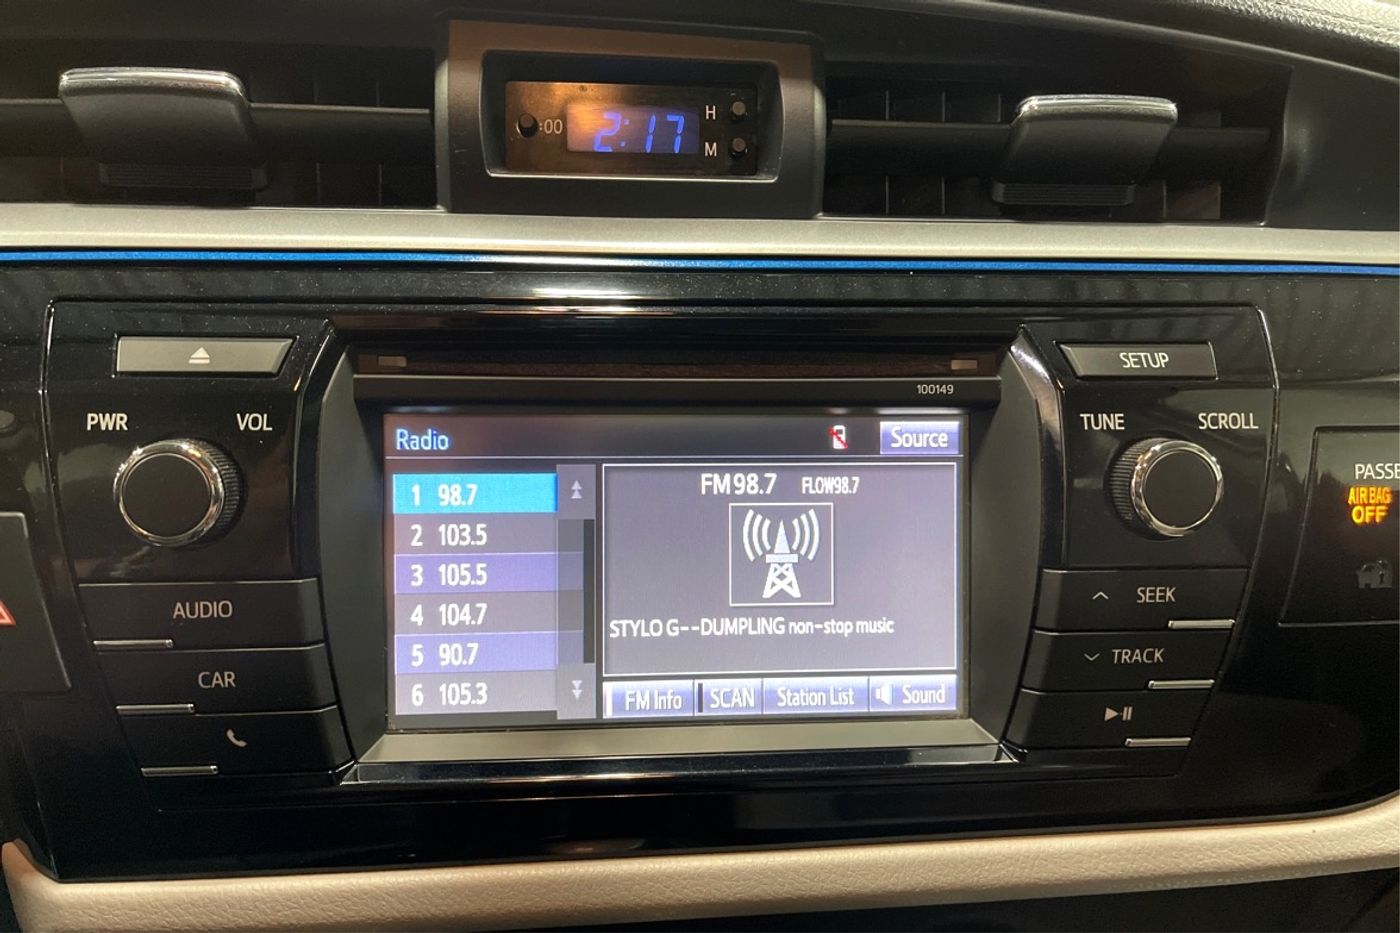 :00 2:17 H
M
100149
SETUP
PWR VOL
TUNE SCROLL
Radio Source
1 98.7
2 103.5
3 105.5
4 104.7
5 90.7
6 105.3
FM 98.7 FLOW98.7
STYLO G--DUMPLING non-stop music
FM Info SCAN Station List Sound
AUDIO
CAR
SEEK
TRACK
AIR BAG
OFF